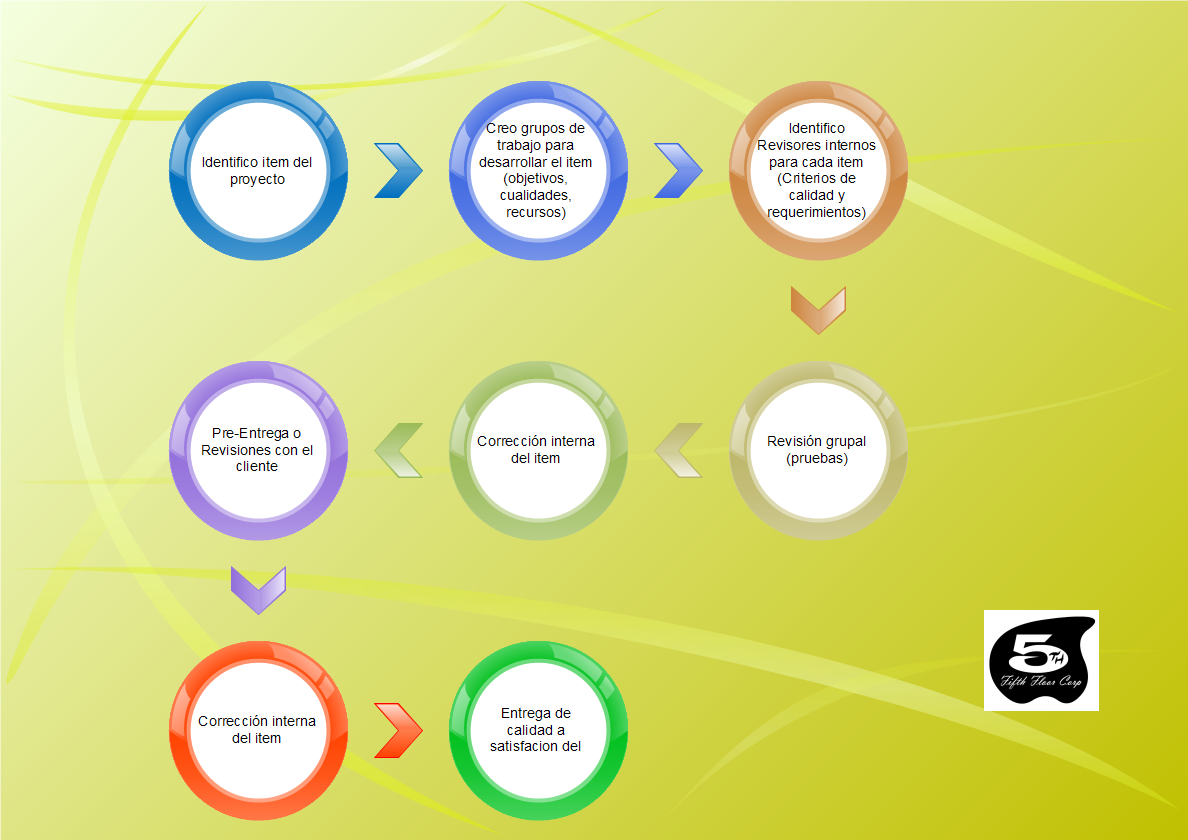 Identifico item del
proyecto
Creo grupos de
trabajo para
desarrollar el item
(objetivos,
cualidades,
recursos)
Identifico
Revisores internos
para cada item
(Criterios de
calidad y
requerimientos)
Revisión grupal
(pruebas)
Corrección interna
del item
Pre-Entrega o
Revisiones con el
cliente
Corrección interna
del item
Entrega de
calidad a
satisfacion del
5TH
Fifth Floor Corp